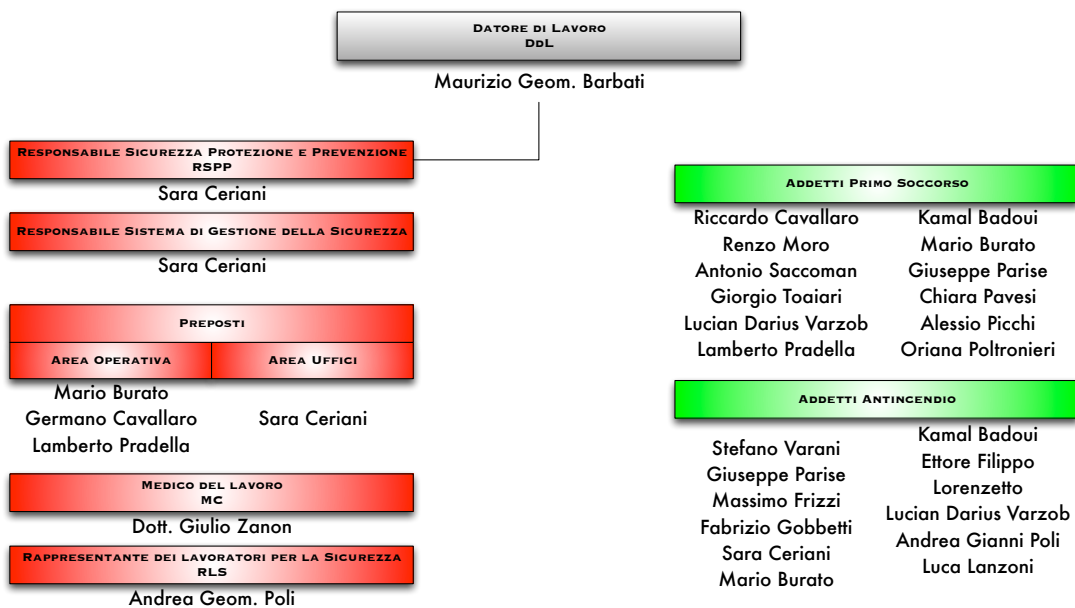 Datore di Lavoro
DdL
Maurizio Geom. Barbati
Responsabile Sicurezza Protezione e Prevenzione
RSPP
Sara Ceriani
Responsabile Sistema di Gestione della Sicurezza
Sara Ceriani
Preposti
Area Operativa
Mario Burato
Germano Cavallaro
Lamberto Pradella
Area Uffici
Sara Ceriani
Medico del lavoro
MC
Dott. Giulio Zanon
Rappresentante dei lavoratori per la Sicurezza
RLS
Andrea Geom. Poli
Addetti Primo Soccorso
Riccardo Cavallaro
Renzo Moro
Antonio Saccoman
Giorgio Toaiari
Lucian Darius Varzob
Lamberto Pradella
Kamal Badoui
Mario Burato
Giuseppe Parise
Chiara Pavesi
Alessio Picchi
Oriana Poltronieri
Addetti Antincendio
Stefano Varani
Giuseppe Parise
Massimo Frizzi
Fabrizio Gobbetti
Sara Ceriani
Mario Burato
Kamal Badoui
Ettore Filippo
Lorenzetto
Lucian Darius Varzob
Andrea Gianni Poli
Luca Lanzoni